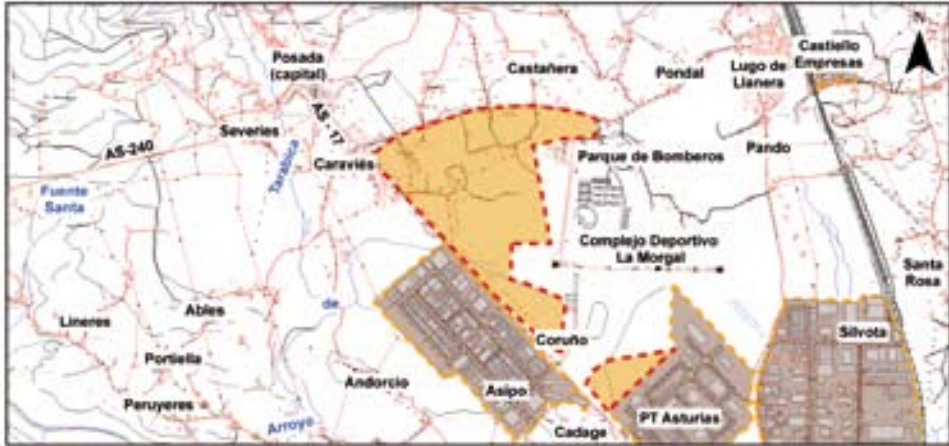 N
Castiello
Empresas
Posada
(capital)
Castañera
Pondal
Lugo de
Llanera
AS - 17
Severies
AS-240
Tarabica
Caraviés
Parque de Bomberos
Pando
Fuente
Santa
Complejo Deportivo
La Morgal
Santa
Rosa
de
Ables
Lineres
Coruño
Silvota
Portiella
Andorcio
Asipo
Peruyeres
PT Asturias
Arroyo
Cadage